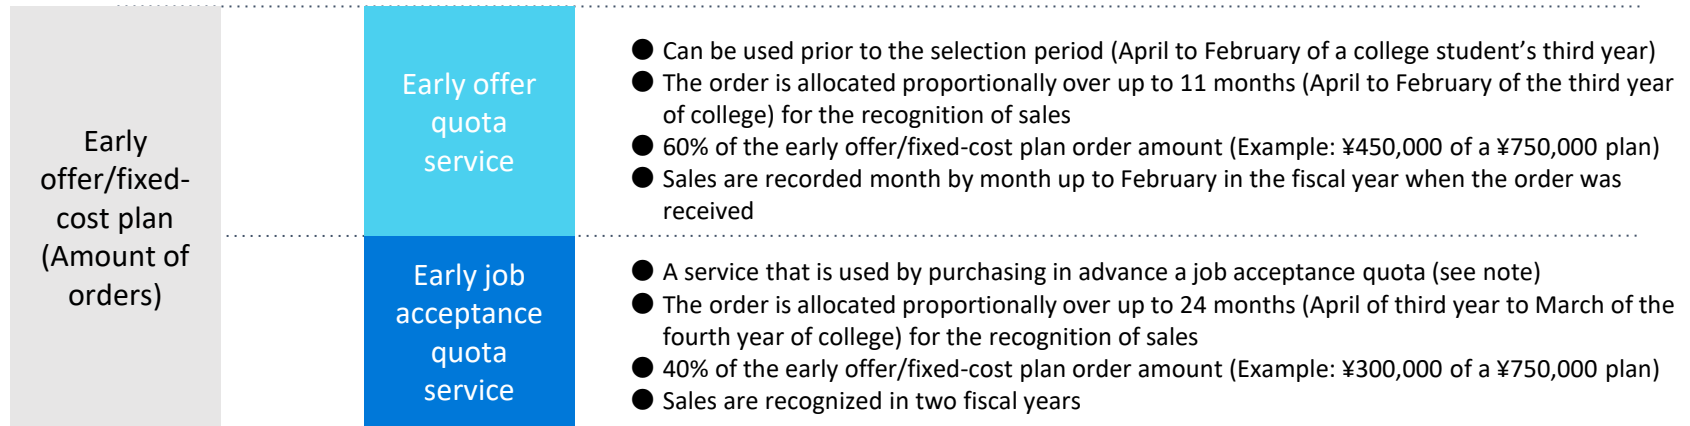 Early
offer/fixed-
cost plan
(Amount of
orders)
Early offer
quota
service
● Can be used prior to the selection period (April to February of a college student’s third year)
● The order is allocated proportionally over up to 11 months (April to February of the third year
of college) for the recognition of sales
● 60% of the early offer/fixed-cost plan order amount (Example: ¥450,000 of a ¥750,000 plan)
● Sales are recorded month by month up to February in the fiscal year when the order was
received
Early job
acceptance
quota
service
● A service that is used by purchasing in advance a job acceptance quota (see note)
● The order is allocated proportionally over up to 24 months (April of third year to March of the
fourth year of college) for the recognition of sales
● 40% of the early offer/fixed-cost plan order amount (Example: ¥300,000 of a ¥750,000 plan)
● Sales are recognized in two fiscal years